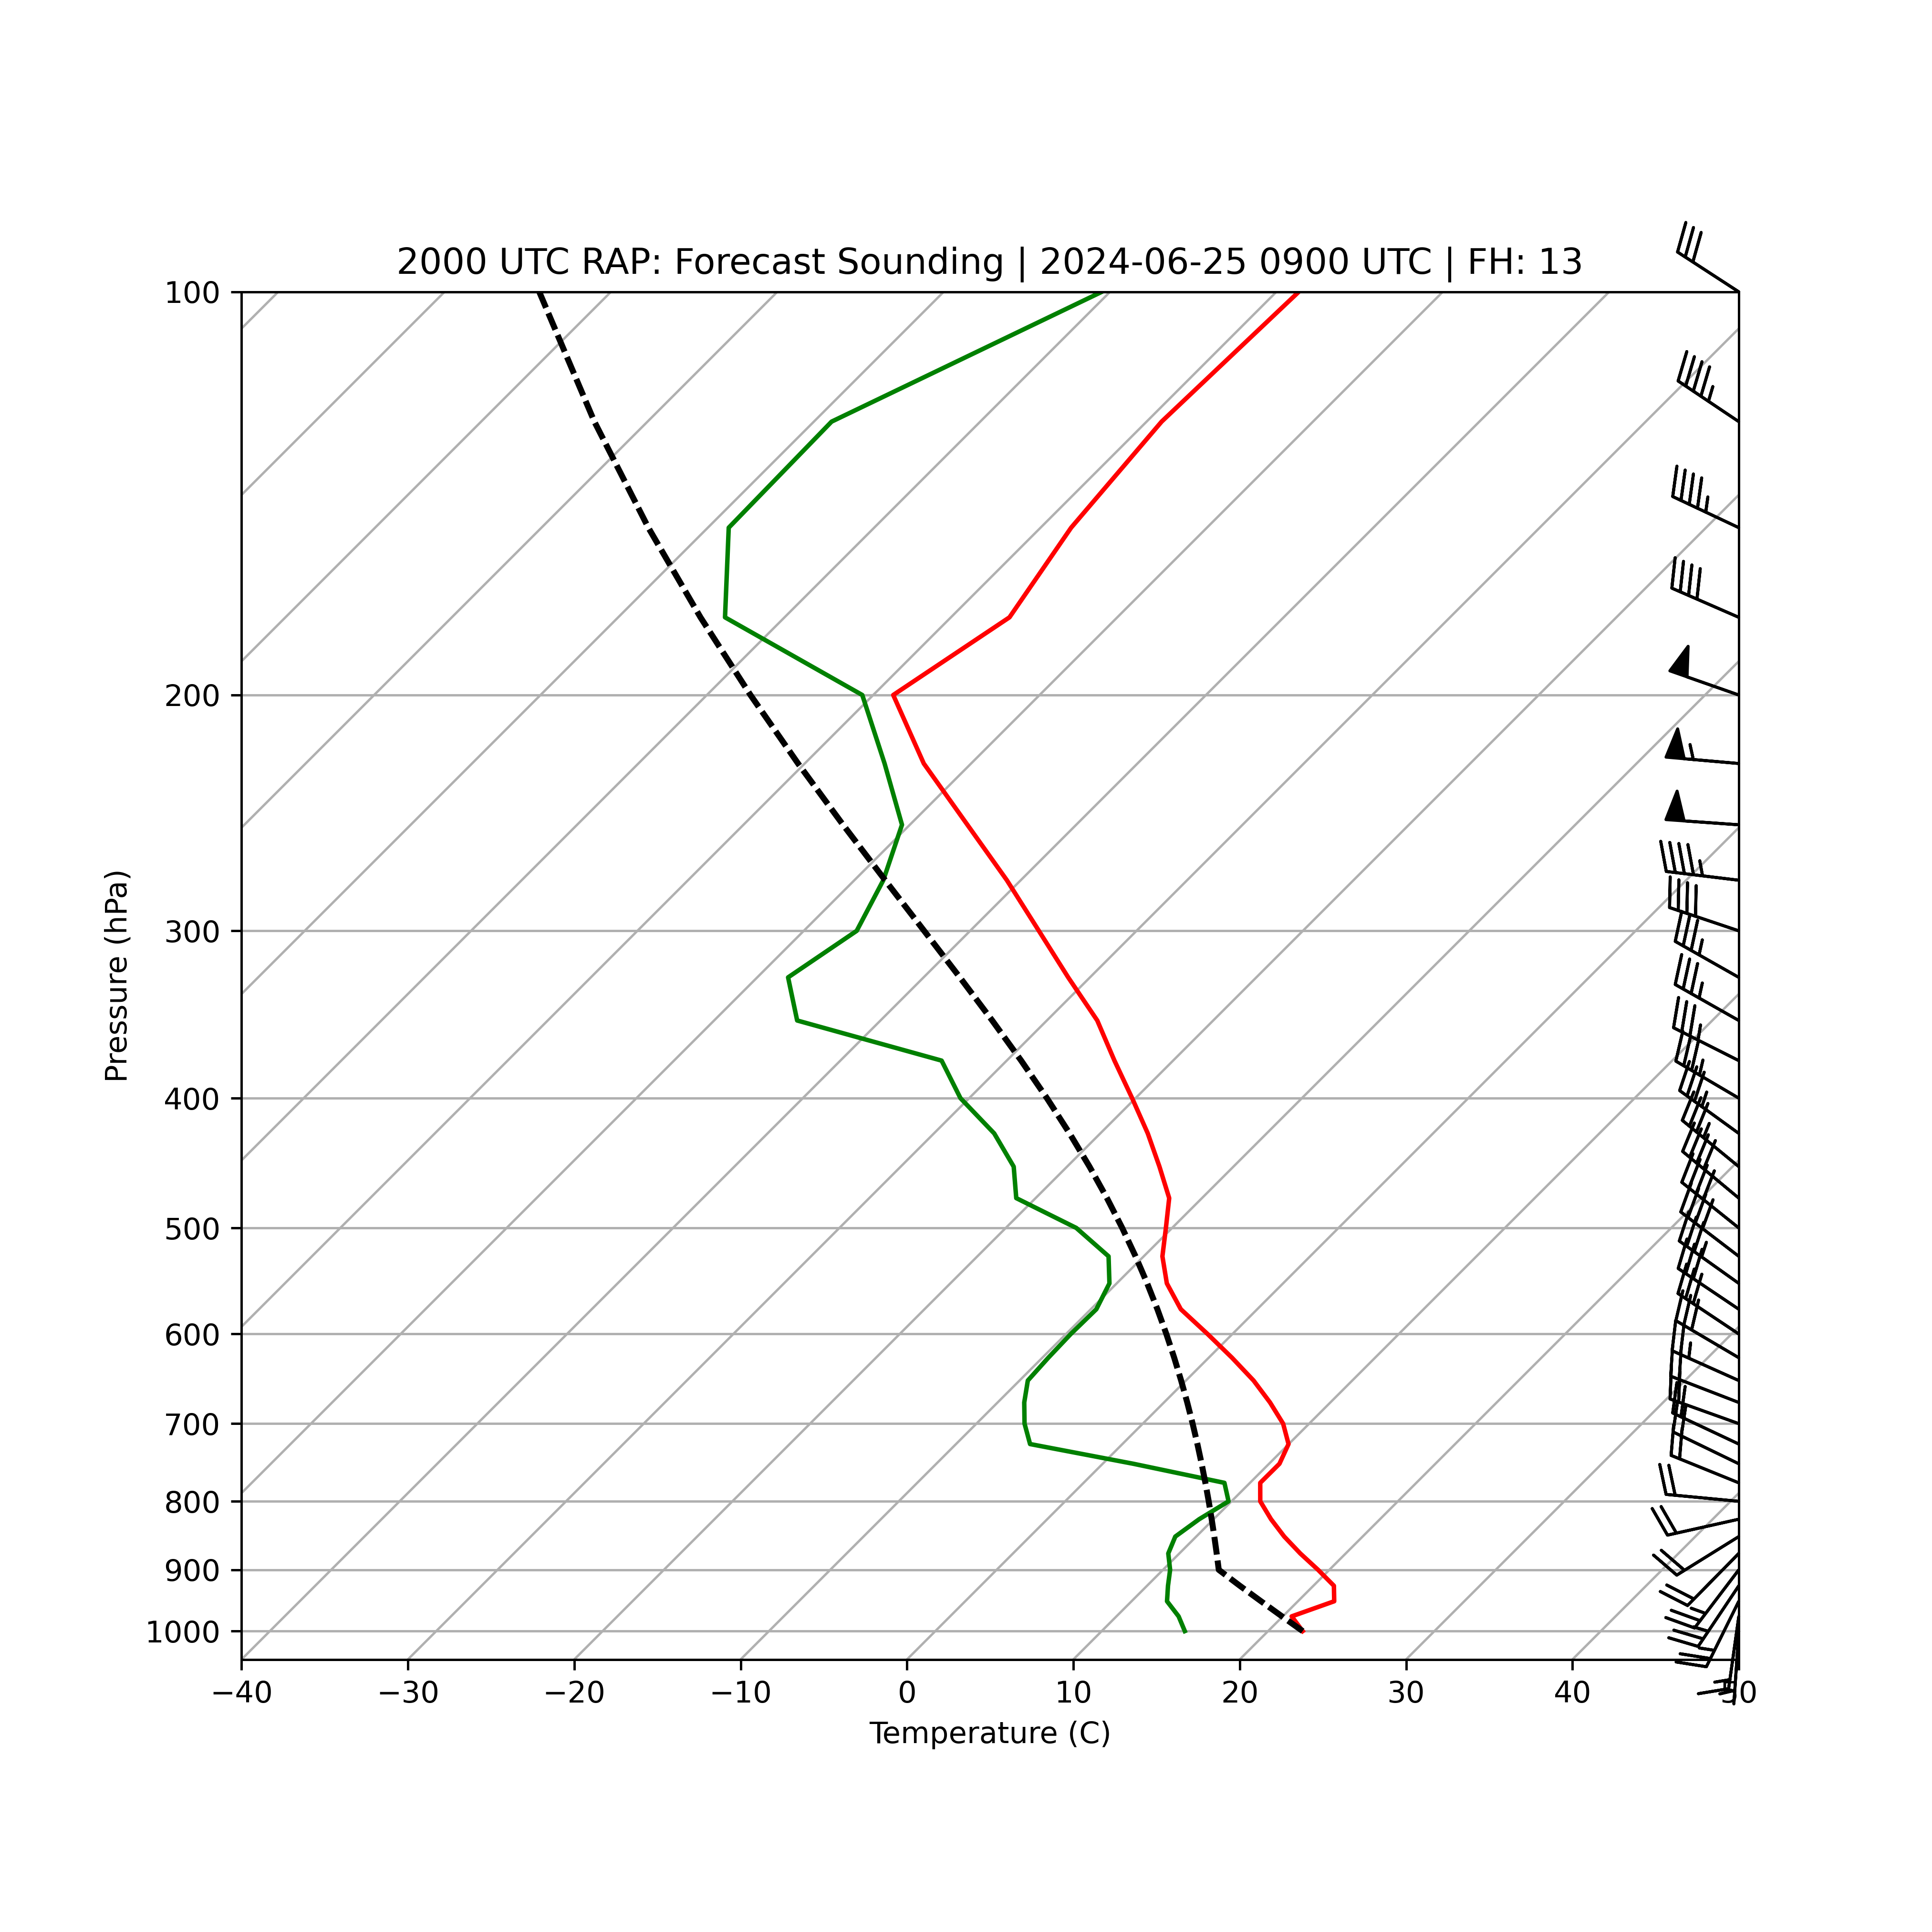 2000 UTC RAP: Forecast Sounding | 2024-06-25 0900 UTC | FH: 13
100
200
300
400
500
600
700
800
900
1000
Pressure (hPa)
−40 −30 −20 −10 0 10 20 30 40 50
Temperature (C)